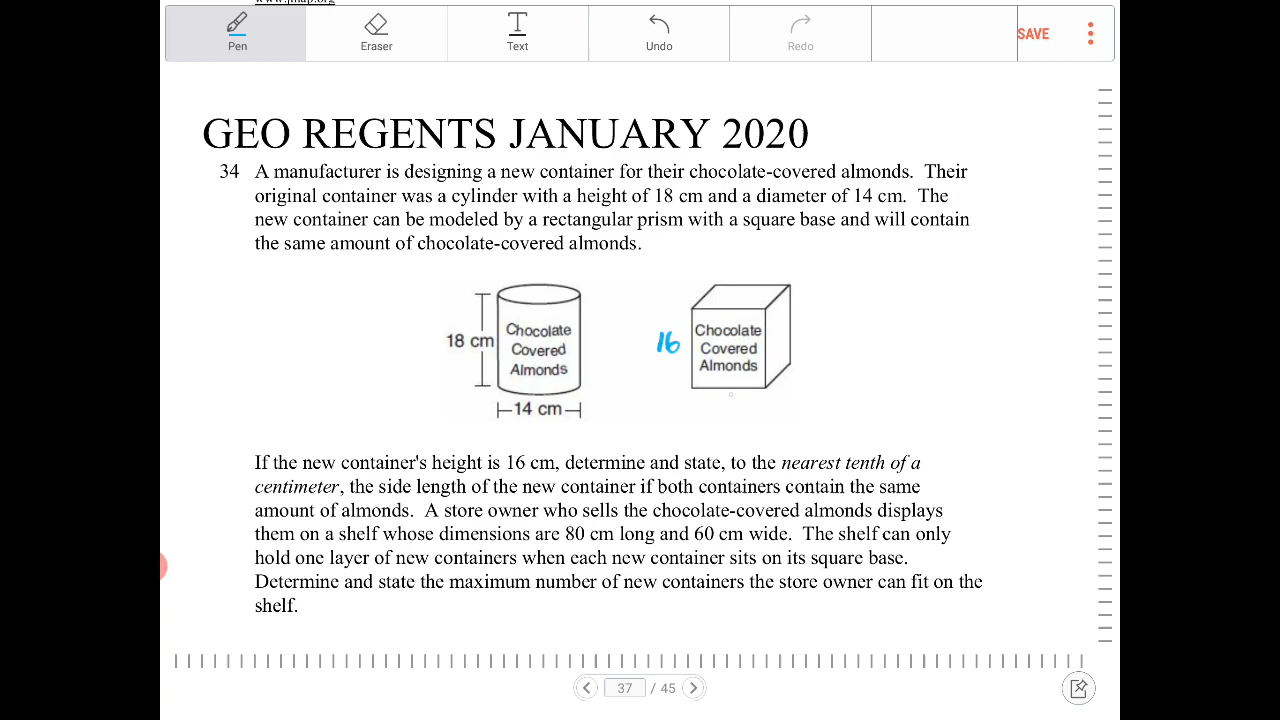 www.jmap.org
Pen
Eraser
Text
Undo
Redo
SAVE
GEO REGENTS JANUARY 2020
34 A manufacturer is designing a new container for their chocolate-covered almonds. Their
original container was a cylinder with a height of 18 cm and a diameter of 14 cm. The
new container can be modeled by a rectangular prism with a square base and will contain
the same amount of chocolate-covered almonds.
18 cm
Chocolate
Covered
Almonds
14 cm
16
Chocolate
Covered
Almonds
If the new container's height is 16 cm, determine and state, to the nearest tenth of a
centimeter, the side length of the new container if both containers contain the same
amount of almonds. A store owner who sells the chocolate-covered almonds displays
them on a shelf whose dimensions are 80 cm long and 60 cm wide. The shelf can only
hold one layer of new containers when each new container sits on its square base.
Determine and state the maximum number of new containers the store owner can fit on the
shelf.
37 / 45